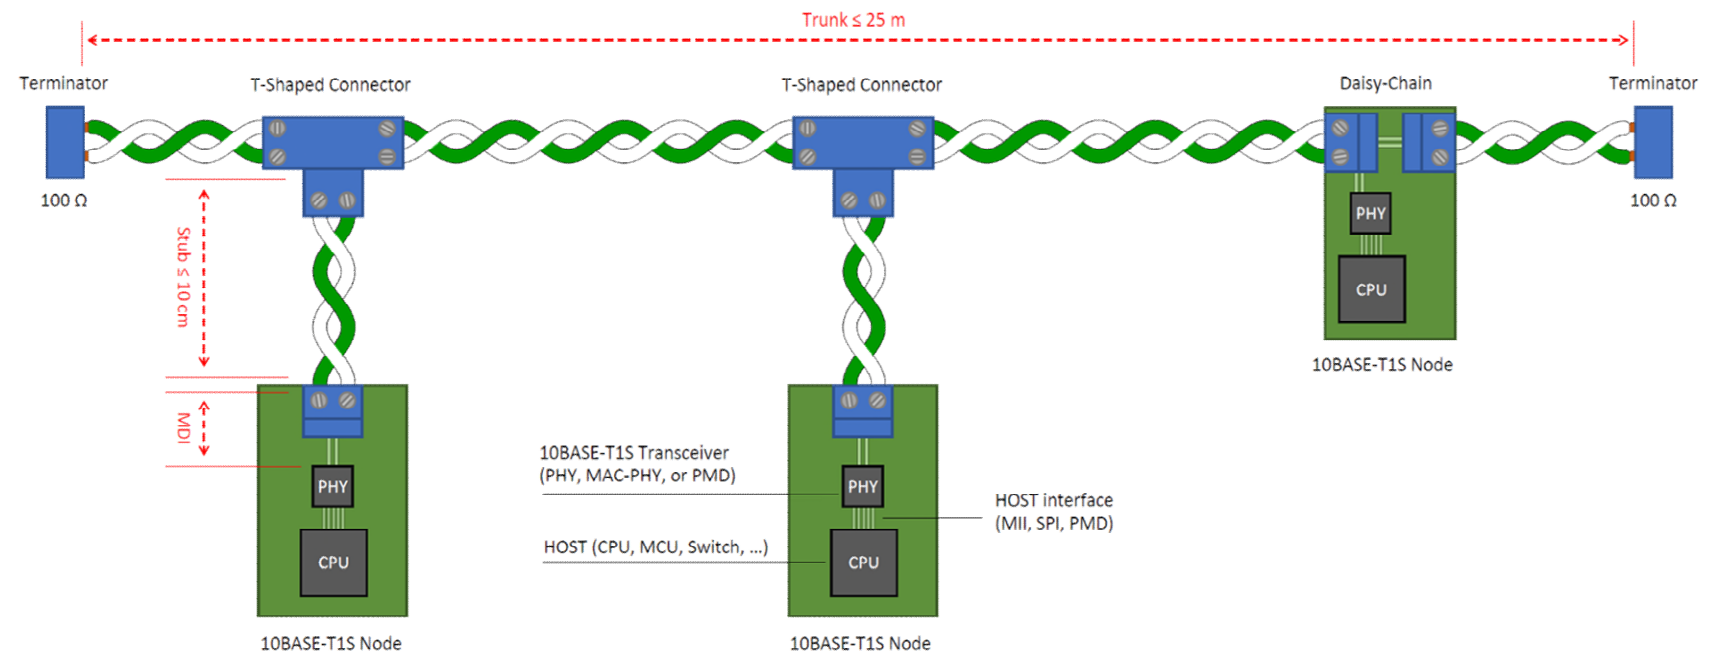 Trunk ≤ 25 m
Terminator
T-Shaped Connector
T-Shaped Connector
Daisy-Chain
Terminator
100 Ω
100 Ω
PHY
CPU
10BASE-T1S Node
Stub ≤ 10 cm
MDI
PHY
CPU
10BASE-T1S Node
10BASE-T1S Transceiver
(PHY, MAC-PHY, or PMD)
HOST (CPU, MCU, Switch, ...)
PHY
CPU
HOST interface
(MII, SPI, PMD)
10BASE-T1S Node